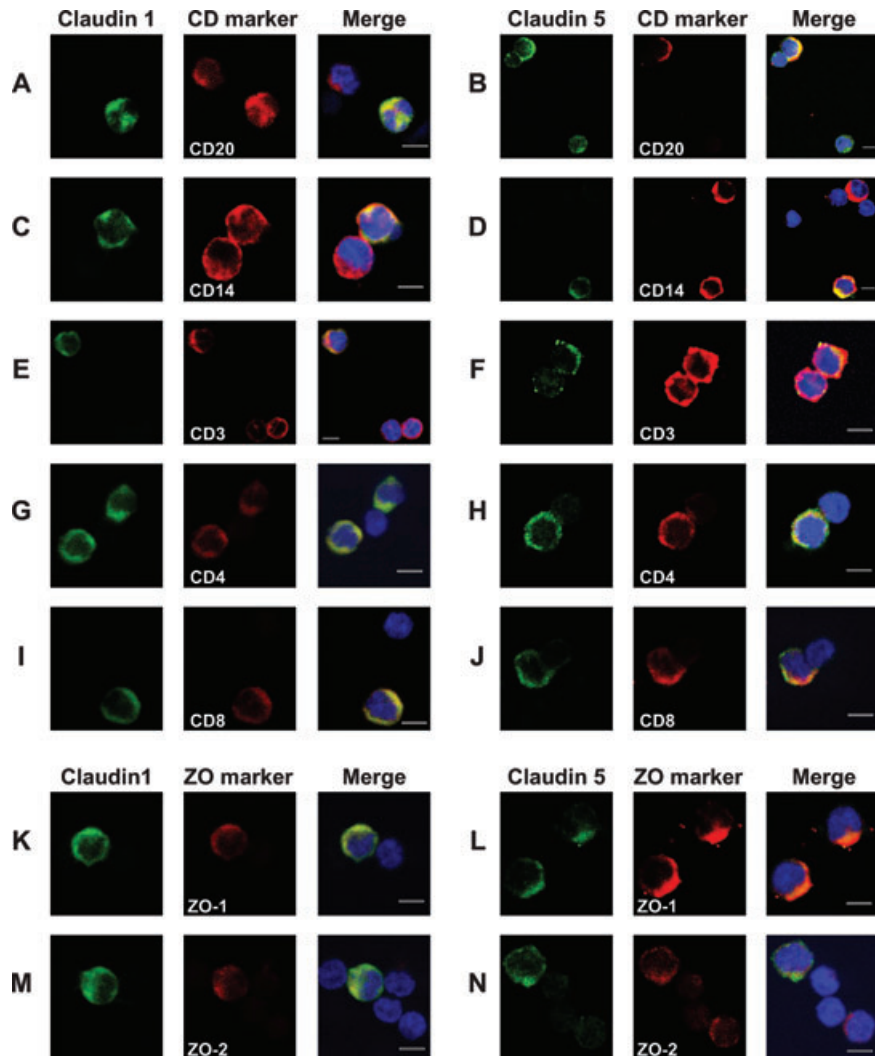 Claudin 1 CD marker Merge Claudin 5 CD marker Merge
A CD20 B CD20
C CD14 D CD14
E CD3 F CD3
G CD4 H CD4
I CD8 J CD8
Claudin1 ZO marker Merge Claudin 5 ZO marker Merge
K ZO-1 L ZO-1
M ZO-2 N ZO-2